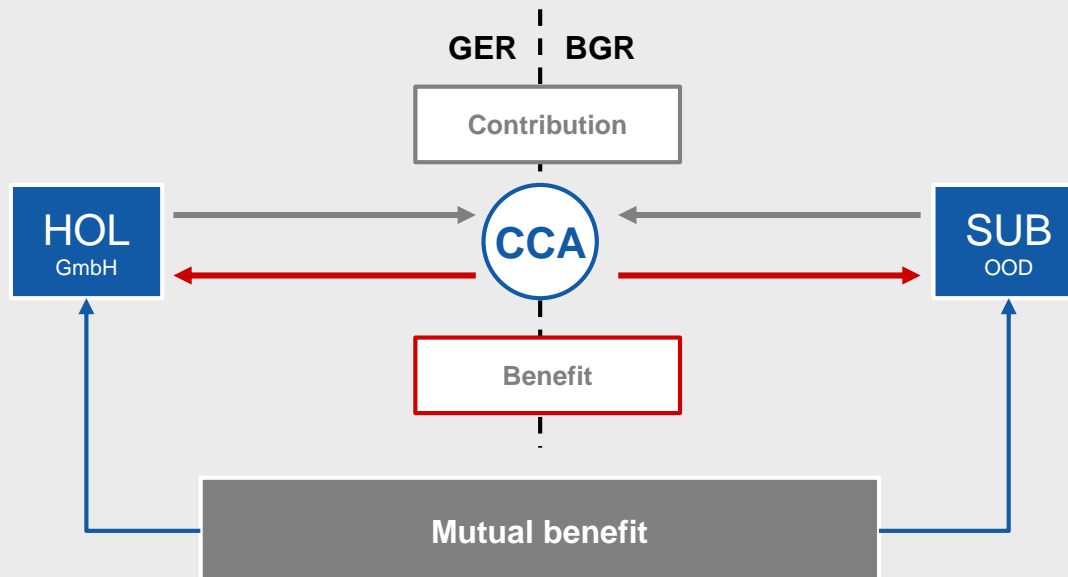 GER BGR
Contribution
HOL
GmbH
CCA
SUB
OOD
Benefit
Mutual benefit